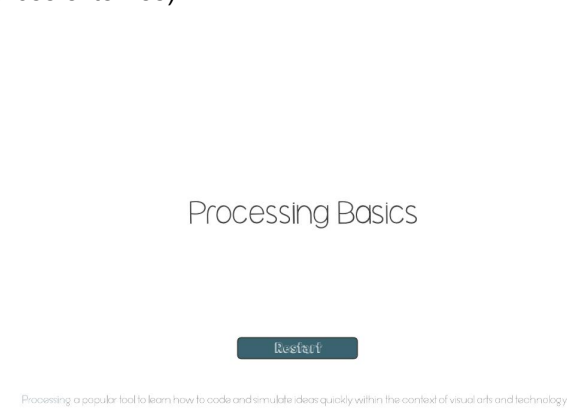 Processing Basics
Restart
Processing a popular tool to learn how to code and simulate ideas quickly within the context of visual arts and technology